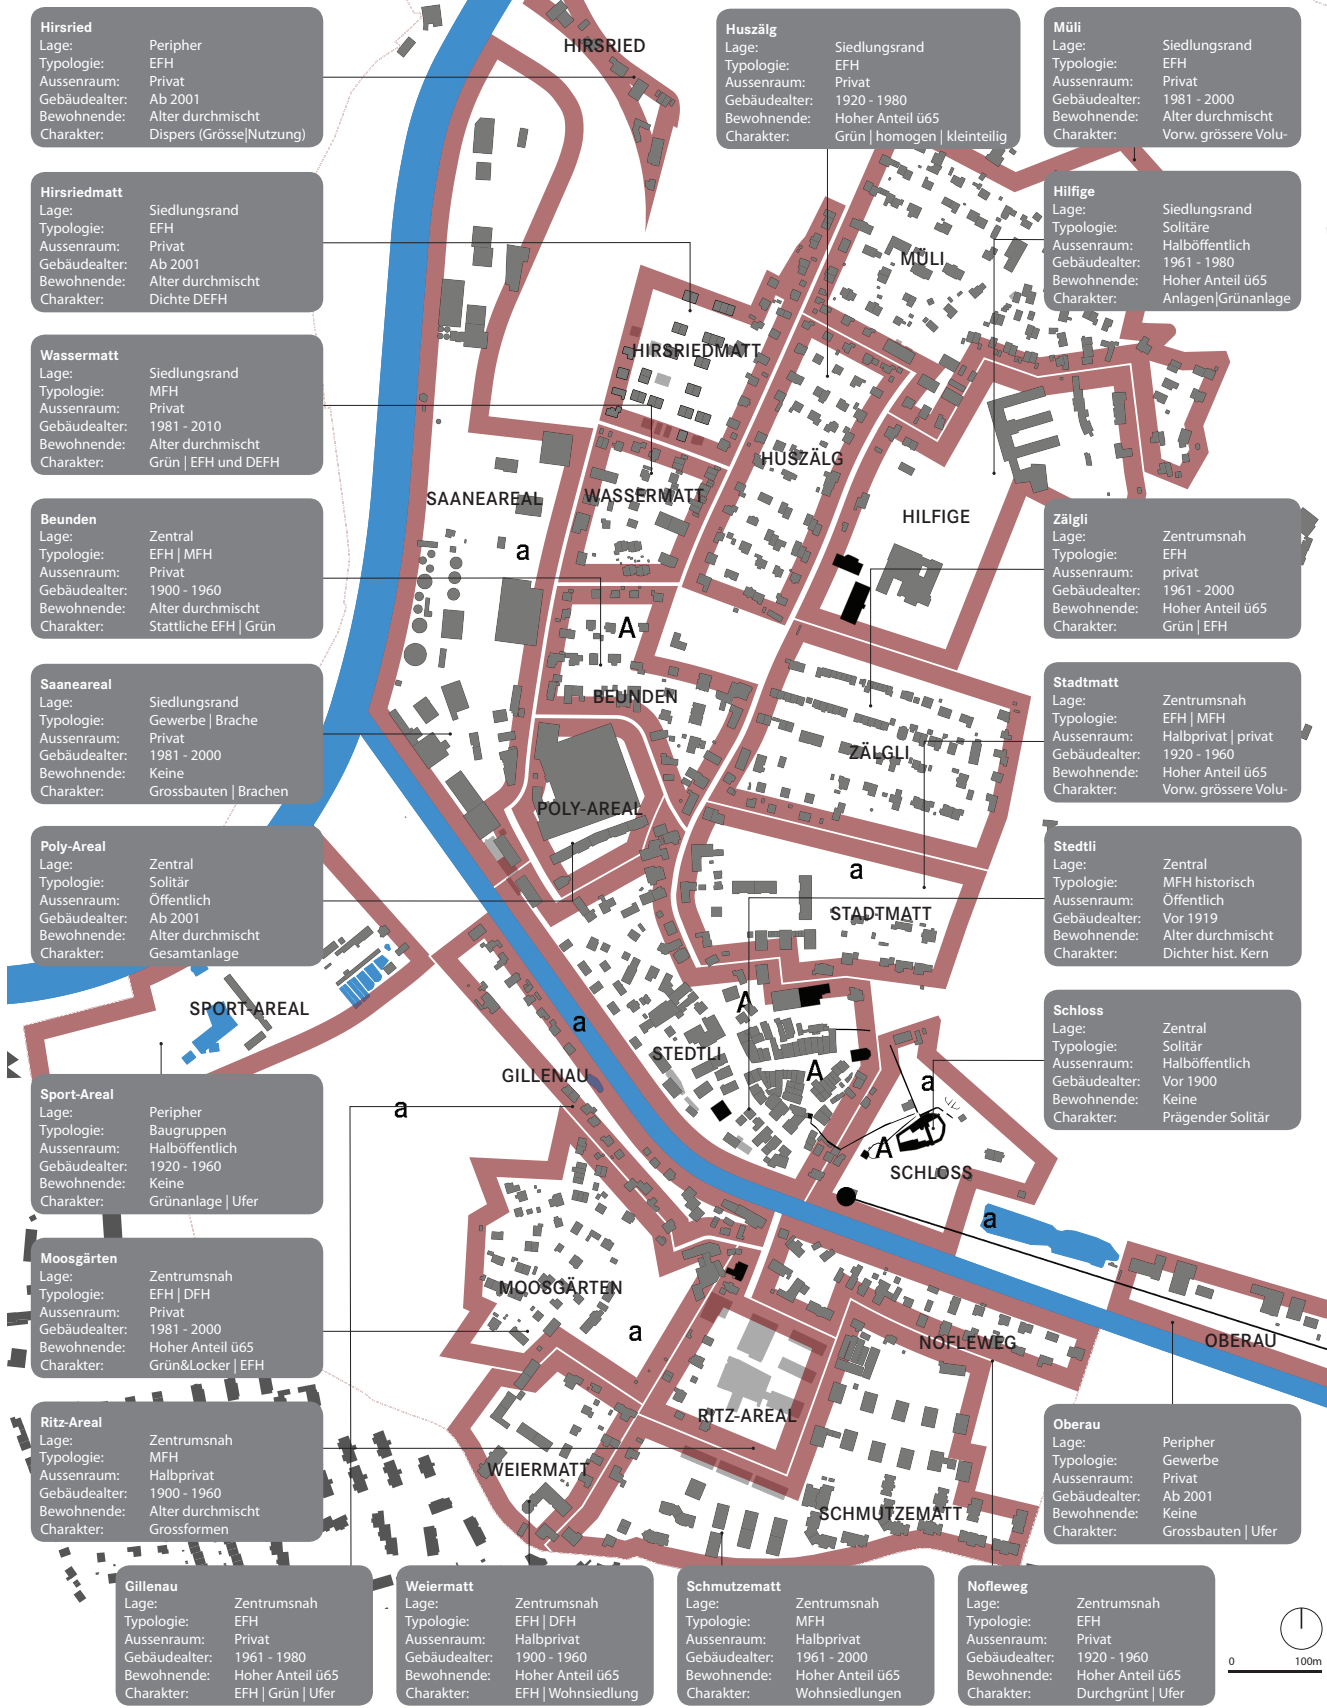 Hirsried
Lage: Peripher
Typologie: EFH
Aussenraum: Privat
Gebäudealter: Ab 2001
Bewohnende: Alter durchmischt
Charakter: Dispers (Grösse|Nutzung)
Hirsriedmatt
Lage: Siedlungsrand
Typologie: EFH
Aussenraum: Privat
Gebäudealter: Ab 2001
Bewohnende: Alter durchmischt
Charakter: Dichte DEFH
Wassermatt
Lage: Siedlungsrand
Typologie: MFH
Aussenraum: Privat
Gebäudealter: 1981 - 2010
Bewohnende: Alter durchmischt
Charakter: Grün | EFH und DEFH
Beunden
Lage: Zentral
Typologie: EFH | MFH
Aussenraum: Privat
Gebäudealter: 1900 - 1960
Bewohnende: Alter durchmischt
Charakter: Stattliche EFH | Grün
Saaneareal
Lage: Siedlungsrand
Typologie: Gewerbe | Brache
Aussenraum: Privat
Gebäudealter: 1981 - 2000
Bewohnende: Keine
Charakter: Grossbauten | Brachen
Poly-Areal
Lage: Zentral
Typologie: Solitär
Aussenraum: Öffentlich
Gebäudealter: Ab 2001
Bewohnende: Alter durchmischt
Charakter: Gesamtanlage
Sport-Areal
Lage: Peripher
Typologie: Baugruppen
Aussenraum: Halböffentlich
Gebäudealter: 1920 - 1960
Bewohnende: Keine
Charakter: Grünanlage | Ufer
Moosgärten
Lage: Zentrumsnah
Typologie: EFH | DFH
Aussenraum: Privat
Gebäudealter: 1981 - 2000
Bewohnende: Hoher Anteil ü65
Charakter: Grün&Locker | EFH
Ritz-Areal
Lage: Zentrumsnah
Typologie: MFH
Aussenraum: Halbprivat
Gebäudealter: 1900 - 1960
Bewohnende: Alter durchmischt
Charakter: Grossformen
Huszälg
Lage: Siedlungsrand
Typologie: EFH
Aussenraum: Privat
Gebäudealter: 1920 - 1980
Bewohnende: Hoher Anteil ü65
Charakter: Grün | homogen | kleinteilig
Müli
Lage: Siedlungsrand
Typologie: EFH
Aussenraum: Privat
Gebäudealter: 1981 - 2000
Bewohnende: Alter durchmischt
Charakter: Vorw. grössere Volu-
Hilfige
Lage: Siedlungsrand
Typologie: Solitäre
Aussenraum: Halböffentlich
Gebäudealter: 1961 - 1980
Bewohnende: Hoher Anteil ü65
Charakter: Anlagen|Grünanlage
Zälgli
Lage: Zentrumsnah
Typologie: EFH
Aussenraum: privat
Gebäudealter: 1961 - 2000
Bewohnende: Hoher Anteil ü65
Charakter: Grün | EFH
Stadtmatt
Lage: Zentrumsnah
Typologie: EFH | MFH
Aussenraum: Halbprivat | privat
Gebäudealter: 1920 - 1960
Bewohnende: Hoher Anteil ü65
Charakter: Vorw. grössere Volu-
Stedtli
Lage: Zentral
Typologie: MFH historisch
Aussenraum: Öffentlich
Gebäudealter: Vor 1919
Bewohnende: Alter durchmischt
Charakter: Dichter hist. Kern
Schloss
Lage: Zentral
Typologie: Solitär
Aussenraum: Halböffentlich
Gebäudealter: Vor 1900
Bewohnende: Keine
Charakter: Prägender Solitär
Oberau
Lage: Peripher
Typologie: Gewerbe
Aussenraum: Privat
Gebäudealter: Ab 2001
Bewohnende: Keine
Charakter: Grossbauten | Ufer
Gillenau
Lage: Zentrumsnah
Typologie: EFH
Aussenraum: Privat
Gebäudealter: 1961 - 1980
Bewohnende: Hoher Anteil ü65
Charakter: EFH | Grün | Ufer
Weiermatt
Lage: Zentrumsnah
Typologie: EFH | DFH
Aussenraum: Halbprivat
Gebäudealter: 1900 - 1960
Bewohnende: Hoher Anteil ü65
Charakter: EFH | Wohnsiedlung
Schmutzematt
Lage: Zentrumsnah
Typologie: MFH
Aussenraum: Halbprivat
Gebäudealter: 1961 - 2000
Bewohnende: Hoher Anteil ü65
Charakter: Wohnsiedlungen
Nofleweg
Lage: Zentrumsnah
Typologie: EFH
Aussenraum: Privat
Gebäudealter: 1920 - 1960
Bewohnende: Hoher Anteil ü65
Charakter: Durchgrünt | Ufer
HIRSRIED
MÜLI
HIRSRIEDMATT
HUSZÄLG
SAANEAREAL
WASSERMATT
HILFIGE
a
A
BEUNDEN
ZÄLGLI
POLY-AREAL
a
STADTMATT
SPORT-AREAL
A
a
STEDTLI
GILLENAU
A
a
a
A
SCHLOSS
a
MOOSGÄRTEN
a
NOFLEWEG
OBERAU
RITZ-AREAL
WEIERMATT
SCHMUTZEMATT
0 100m